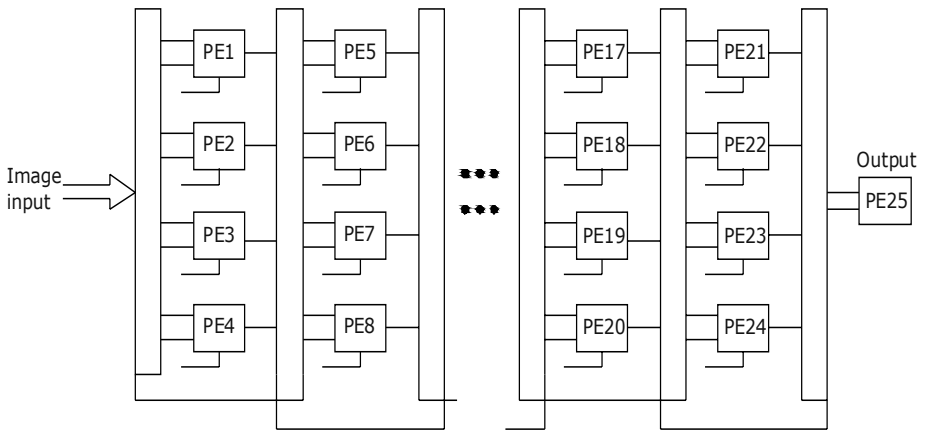 PE1 PE5 PE17 PE21
PE2 PE6 PE18 PE22
Output
Image
input
PE25
PE3 PE7 PE19 PE23
PE4 PE8 PE20 PE24